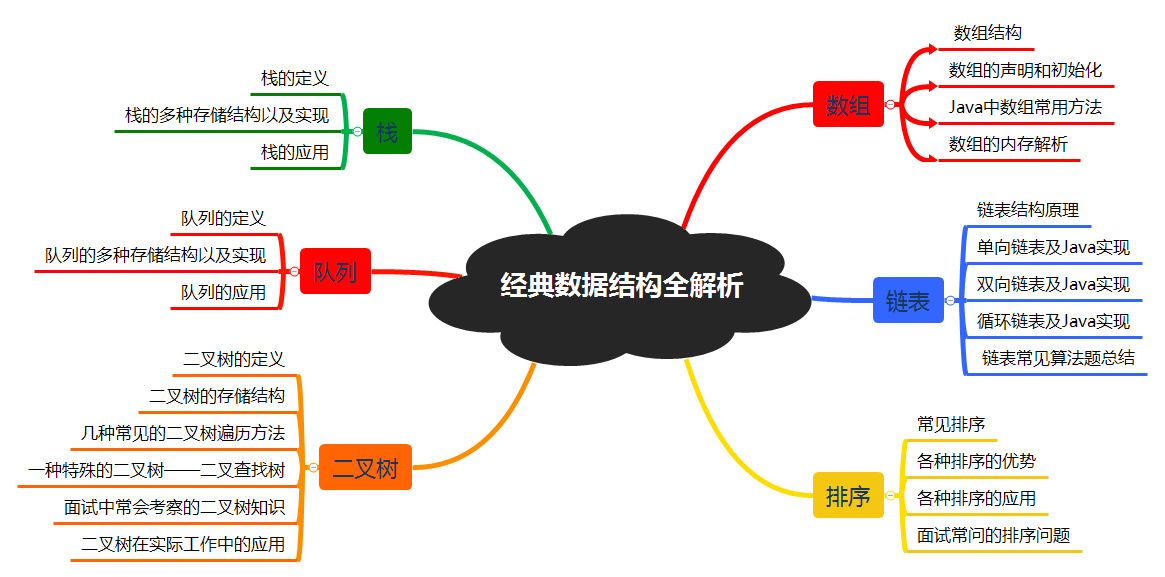 经典数据结构全解析
数组
数组结构
数组的声明和初始化
Java中数组常用方法
数组的内存解析
链表
链表结构原理
单向链表及Java实现
双向链表及Java实现
循环链表及Java实现
链表常见算法题总结
排序
常见排序
各种排序的优势
各种排序的应用
面试常问的排序问题
栈
栈的定义
栈的多种存储结构以及实现
栈的应用
队列
队列的定义
队列的多种存储结构以及实现
队列的应用
二叉树
二叉树的定义
二叉树的存储结构
几种常见的二叉树遍历方法
一种特殊的二叉树——二叉查找树
面试中常会考察的二叉树知识
二叉树在实际工作中的应用